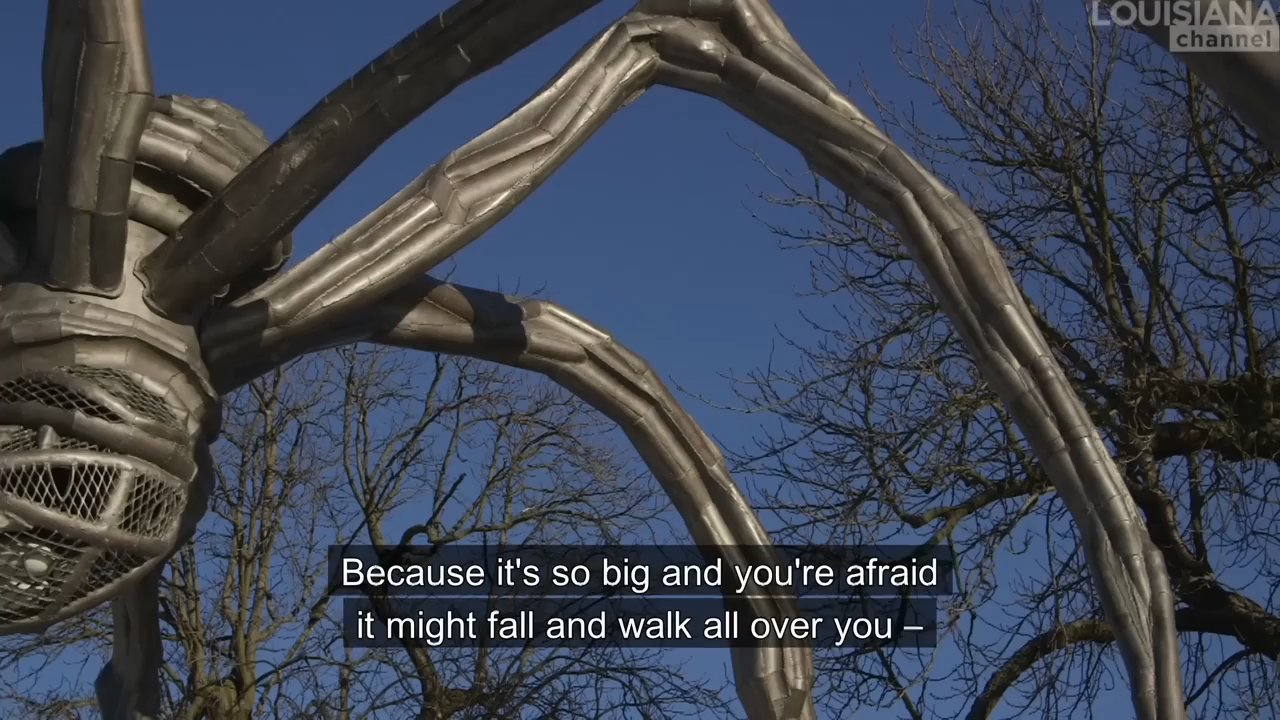 LOUISIANA
channel
Because it's so big and you're afraid
it might fall and walk all over you –